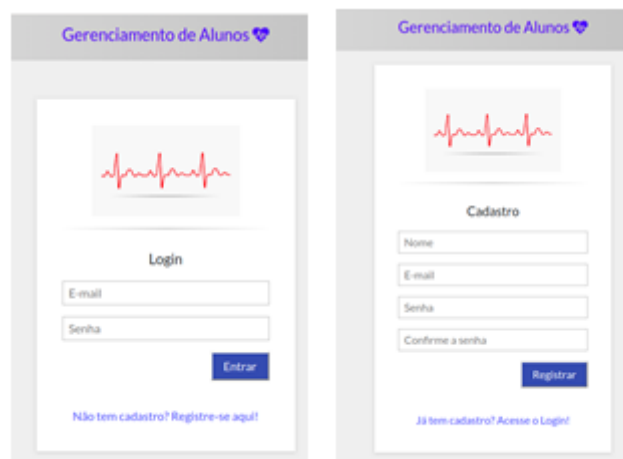 Gerenciamento de Alunos
Login
E-mail
Senha
Entrar
Não tem cadastro? Registre-se aqui!
Gerenciamento de Alunos
Cadastro
Nome
E-mail
Senha
Confirme a senha
Registrar
Já tem cadastro? Acesse o Login!